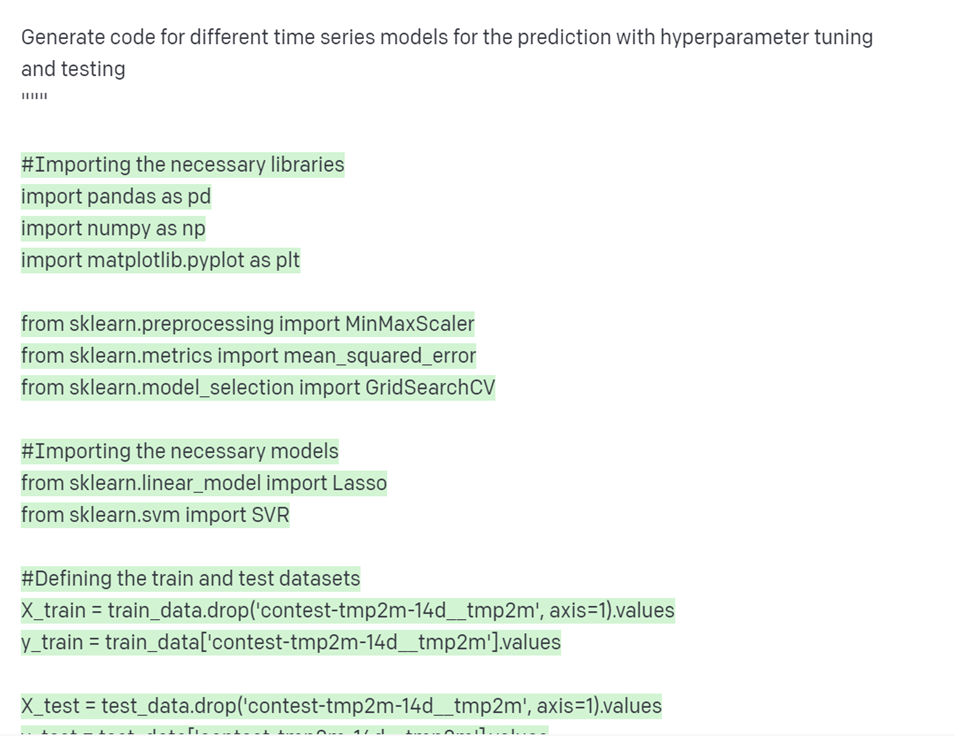 Generate code for different time series models for the prediction with hyperparameter tuning
and testing
"""
#Importing the necessary libraries
import pandas as pd
import numpy as np
import matplotlib.pyplot as plt
from sklearn.preprocessing import MinMaxScaler
from sklearn.metrics import mean_squared_error
from sklearn.model_selection import GridSearchCV
#Importing the necessary models
from sklearn.linear_model import Lasso
from sklearn.svm import SVR
#Defining the train and test datasets
X_train = train_data.drop('contest-tmp2m-14d__tmp2m', axis=1).values
y_train = train_data['contest-tmp2m-14d__tmp2m'].values
X_test = test_data.drop('contest-tmp2m-14d__tmp2m', axis=1).values